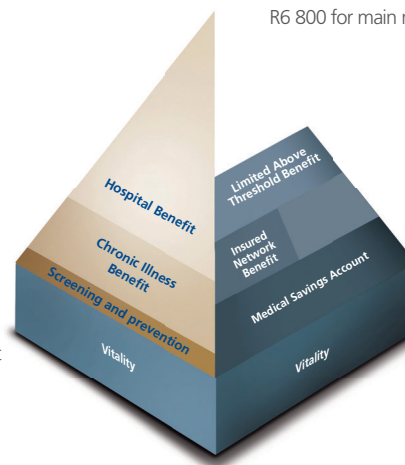 R6 800 for main
Hospital Benefit
Chronic Illness
Benefit
Screening and prevention
Vitality
Limited Above
Threshold Benefit
Insured
Network
Benefit
Medical Savings Account
Vitality